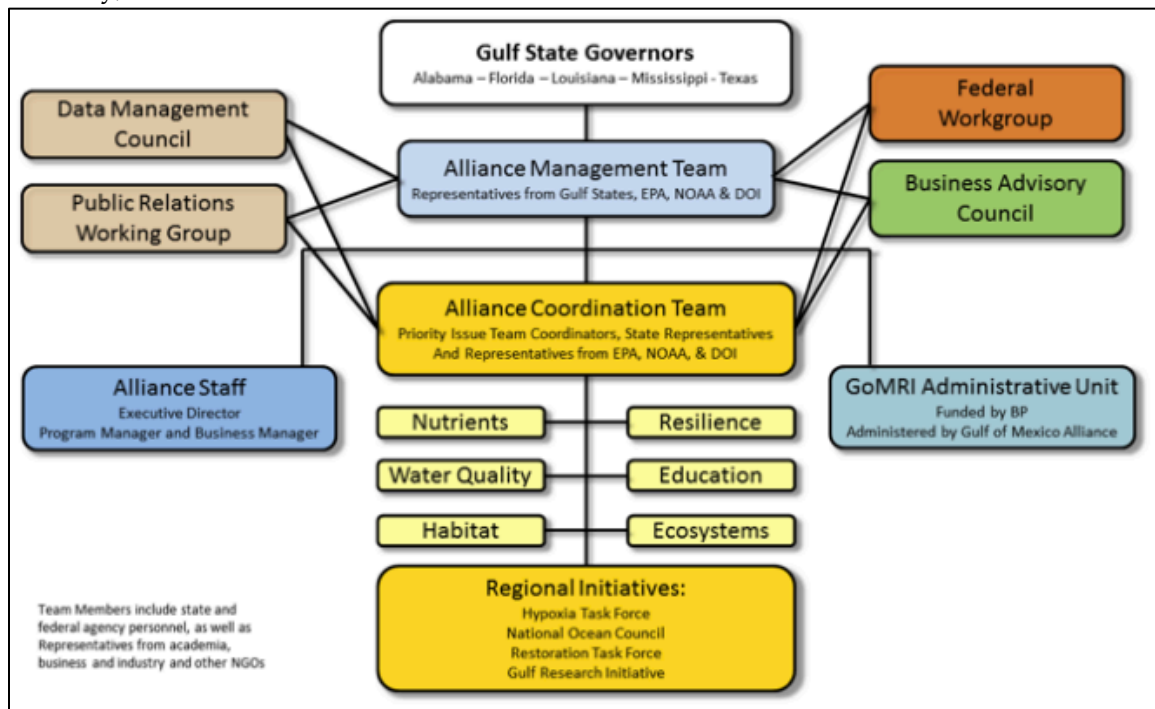 Gulf State Governors
Alabama – Florida – Louisiana – Mississippi - Texas
Data Management
Council
Federal
Workgroup
Alliance Management Team
Representatives from Gulf States, EPA, NOAA & DOI
Public Relations
Working Group
Business Advisory
Council
Alliance Coordination Team
Priority Issue Team Coordinators, State Representatives
And Representatives from EPA, NOAA, & DOI
Alliance Staff
Executive Director
Program Manager and Business Manager
GoMRI Administrative Unit
Funded by BP
Administered by Gulf of Mexico Alliance
Nutrients
Resilience
Water Quality
Education
Habitat
Ecosystems
Regional Initiatives:
Hypoxia Task Force
National Ocean Council
Restoration Task Force
Gulf Research Initiative
Team Members include state and
federal agency personnel, as well as
Representatives from academia,
business and industry and other NGOs